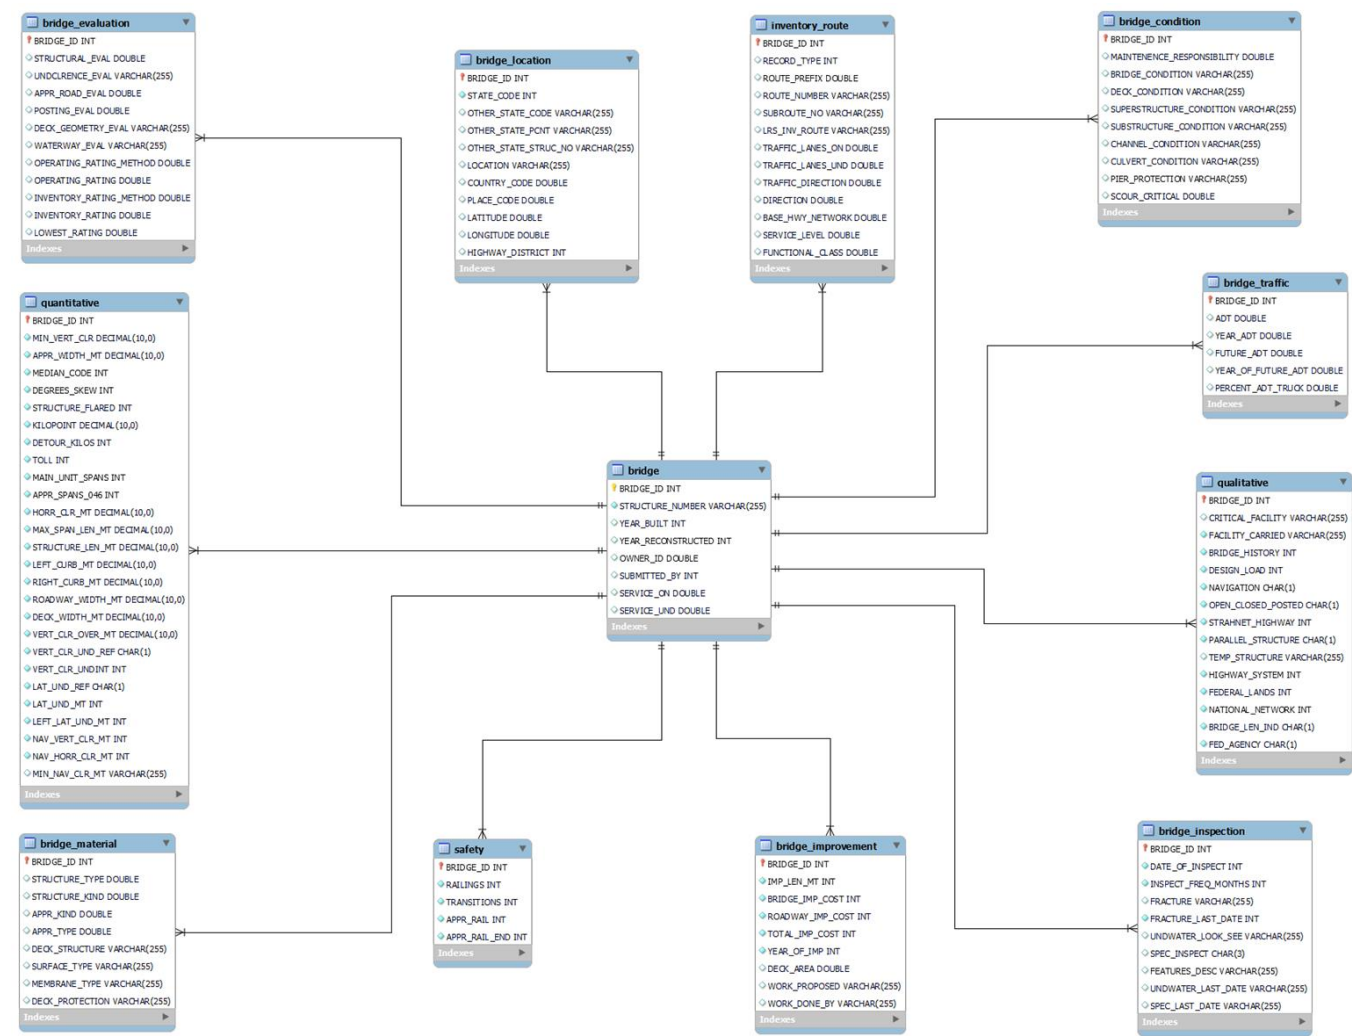 bridge_evaluation
BRIDGE_ID INT
STRUCTURAL_EVAL DOUBLE
UNDCLRENCE_EVAL VARCHAR(255)
APPR_ROAD_EVAL DOUBLE
POSTING_EVAL DOUBLE
DECK_GEOMETRY_EVAL VARCHAR(255)
WATERWAY_EVAL VARCHAR(255)
OPERATING_RATING_METHOD DOUBLE
OPERATING_RATING DOUBLE
INVENTORY_RATING_METHOD DOUBLE
INVENTORY_RATING DOUBLE
LOWEST_RATING DOUBLE
Indexes
bridge_location
BRIDGE_ID INT
STATE_CODE INT
OTHER_STATE_CODE VARCHAR(255)
OTHER_STATE_PCNT VARCHAR(255)
OTHER_STATE_STRUC_NO VARCHAR(255)
LOCATION VARCHAR(255)
COUNTRY_CODE DOUBLE
PLACE_CODE DOUBLE
LATITUDE DOUBLE
LONGITUDE DOUBLE
HIGHWAY_DISTRICT INT
Indexes
inventory_route
BRIDGE_ID INT
RECORD_TYPE INT
ROUTE_PREFIX DOUBLE
ROUTE_NUMBER VARCHAR(255)
SUBROUTE_NO VARCHAR(255)
LRS_INV_ROUTE VARCHAR(255)
TRAFFIC_LANES_ON DOUBLE
TRAFFIC_LANES_UND DOUBLE
TRAFFIC_DIRECTION DOUBLE
DIRECTION DOUBLE
BASE_HWY_NETWORK DOUBLE
SERVICE_LEVEL DOUBLE
FUNCTIONAL_CLASS DOUBLE
Indexes
bridge_condition
BRIDGE_ID INT
MAINTENENCE_RESPONSIBILITY DOUBLE
BRIDGE_CONDITION VARCHAR(255)
DECK_CONDITION VARCHAR(255)
SUPERSTRUCTURE_CONDITION VARCHAR(255)
SUBSTRUCTURE_CONDITION VARCHAR(255)
CHANNEL_CONDITION VARCHAR(255)
CULVERT_CONDITION VARCHAR(255)
PIER_PROTECTION VARCHAR(255)
SCOUR_CRITICAL DOUBLE
Indexes
quantitative
BRIDGE_ID INT
MIN_VERT_CLR DECIMAL(10,0)
APPR_WIDTH_MT DECIMAL(10,0)
MEDIAN_CODE INT
DEGREES_SKEW INT
STRUCTURE_FLARED INT
KILOPOINT DECIMAL(10,0)
DETOUR_KILOS INT
TOLL INT
MAIN_UNIT_SPANS INT
APPR_SPANS_046 INT
HORR_CLR_MT DECIMAL(10,0)
MAX_SPAN_LEN_MT DECIMAL(10,0)
STRUCTURE_LEN_MT DECIMAL(10,0)
LEFT_CURB_MT DECIMAL(10,0)
RIGHT_CURB_MT DECIMAL(10,0)
ROADWAY_WIDTH_MT DECIMAL(10,0)
DECK_WIDTH_MT DECIMAL(10,0)
VERT_CLR_OVER_MT DECIMAL(10,0)
VERT_CLR_UND_REF CHAR(1)
VERT_CLR_UNDINT INT
LAT_UND_REF CHAR(1)
LAT_UND_MT INT
LEFT_LAT_UND_MT INT
NAV_VERT_CLR_MT INT
NAV_HORR_CLR_MT INT
MIN_NAV_CLR_MT VARCHAR(255)
Indexes
bridge_traffic
BRIDGE_ID INT
ADT DOUBLE
YEAR_ADT DOUBLE
FUTURE_ADT DOUBLE
YEAR_OF_FUTURE_ADT DOUBLE
PERCENT_ADT_TRUCK DOUBLE
Indexes
bridge
BRIDGE_ID INT
STRUCTURE_NUMBER VARCHAR(255)
YEAR_BUILT INT
YEAR_RECONSTRUCTED INT
OWNER_ID DOUBLE
SUBMITTED_BY INT
SERVICE_ON DOUBLE
SERVICE_UND DOUBLE
Indexes
qualitative
BRIDGE_ID INT
CRITICAL_FACILITY VARCHAR(255)
FACILITY_CARRIED VARCHAR(255)
BRIDGE_HISTORY INT
DESIGN_LOAD INT
NAVIGATION CHAR(1)
OPEN_CLOSED_POSTED CHAR(1)
STRAHNET_HIGHWAY INT
PARALLEL_STRUCTURE CHAR(1)
TEMP_STRUCTURE VARCHAR(255)
HIGHWAY_SYSTEM INT
FEDERAL_LANDS INT
NATIONAL_NETWORK INT
BRIDGE_LEN_IND CHAR(1)
FED_AGENCY CHAR(1)
Indexes
bridge_material
BRIDGE_ID INT
STRUCTURE_TYPE DOUBLE
STRUCTURE_KIND DOUBLE
APPR_KIND DOUBLE
APPR_TYPE DOUBLE
DECK_STRUCTURE VARCHAR(255)
SURFACE_TYPE VARCHAR(255)
MEMBRANE_TYPE VARCHAR(255)
DECK_PROTECTION VARCHAR(255)
Indexes
safety
BRIDGE_ID INT
RAILINGS INT
TRANSITIONS INT
APPR_RAIL INT
APPR_RAIL_END INT
Indexes
bridge_improvement
BRIDGE_ID INT
IMP_LEN_MT INT
BRIDGE_IMP_COST INT
ROADWAY_IMP_COST INT
TOTAL_IMP_COST INT
YEAR_OF_IMP INT
DECK_AREA DOUBLE
WORK_PROPOSED VARCHAR(255)
WORK_DONE_BY VARCHAR(255)
Indexes
bridge_inspection
BRIDGE_ID INT
DATE_OF_INSPECT INT
INSPECT_FREQ_MONTHS INT
FRACTURE VARCHAR(255)
FRACTURE_LAST_DATE INT
UNDWATER_LOOK_SEE VARCHAR(255)
SPEC_INSPECT CHAR(3)
FEATURES_DESC VARCHAR(255)
UNDWATER_LAST_DATE VARCHAR(255)
SPEC_LAST_DATE VARCHAR(255)
Indexes